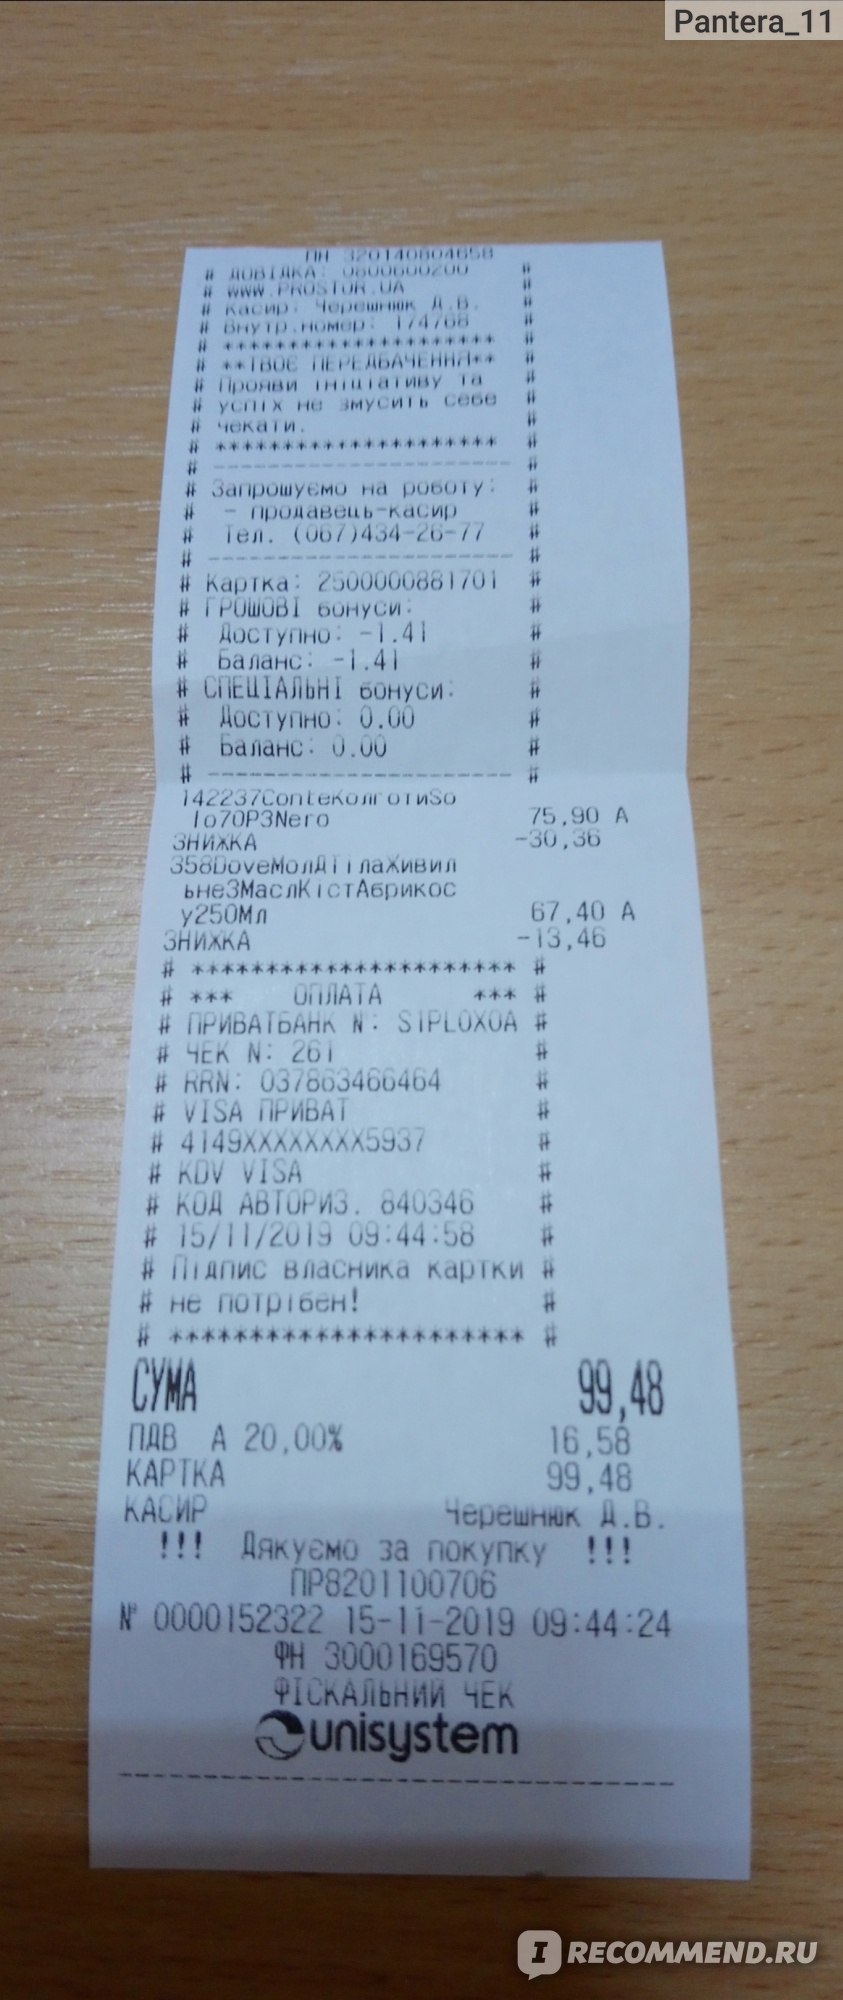 Pantera_11
ПН 320140604658
# ДОВІДКА: 0800600200 #
# WWW.PROSTOR.UA #
# Касир: Черешнюк Д.В. #
# Внутр.номер: 174768 #
# ********************* #
# **ТВОЄ ПЕРЕДБАЧЕННЯ** #
# Прояви ініціативу та #
# успіх не змусить себе #
# чекати. #
# ********************* #
# --------------------- #
# Запрошуємо на роботу: #
# - продавець-касир #
# Тел. (067)434-26-77 #
# --------------------- #
# Картка: 2500000881701 #
# ГРОШОВІ бонуси: #
# Доступно: -1.41 #
# Баланс: -1.41 #
# СПЕЦІАЛЬНІ бонуси: #
# Доступно: 0.00 #
# Баланс: 0.00 #
# --------------------- #
142237ConteКолготиSo
lo70P3Nero 75,90 А
ЗНИЖКА -30,36
358DoveМолДТілаЖивил
ьнеЗМаслКістАбрикос
у250Мл 67,40 А
ЗНИЖКА -13,46
# ********************** #
# *** ОПЛАТА *** #
# ПРИВАТБАНК N: S1PL0X0A #
# ЧЕК N: 261 #
# RRN: 037863466464 #
# VISA ПРИВАТ #
# 4149XXXXXXXX5937 #
# KDV VISA #
# КОД АВТОРИЗ. 840346 #
# 15/11/2019 09:44:58 #
# Підпис власника картки #
# не потрібен! #
# ********************** #
СУМА 99,48
ПДВ А 20,00% 16,58
КАРТКА 99,48
КАСИР Черешнюк Д.В.
!!! Дякуємо за покупку !!!
ПР8201100706
№ 0000152322 15-11-2019 09:44:24
ФН 3000169570
ФІСКАЛЬНИЙ ЧЕК
unisystem
IRECOMMEND.RU